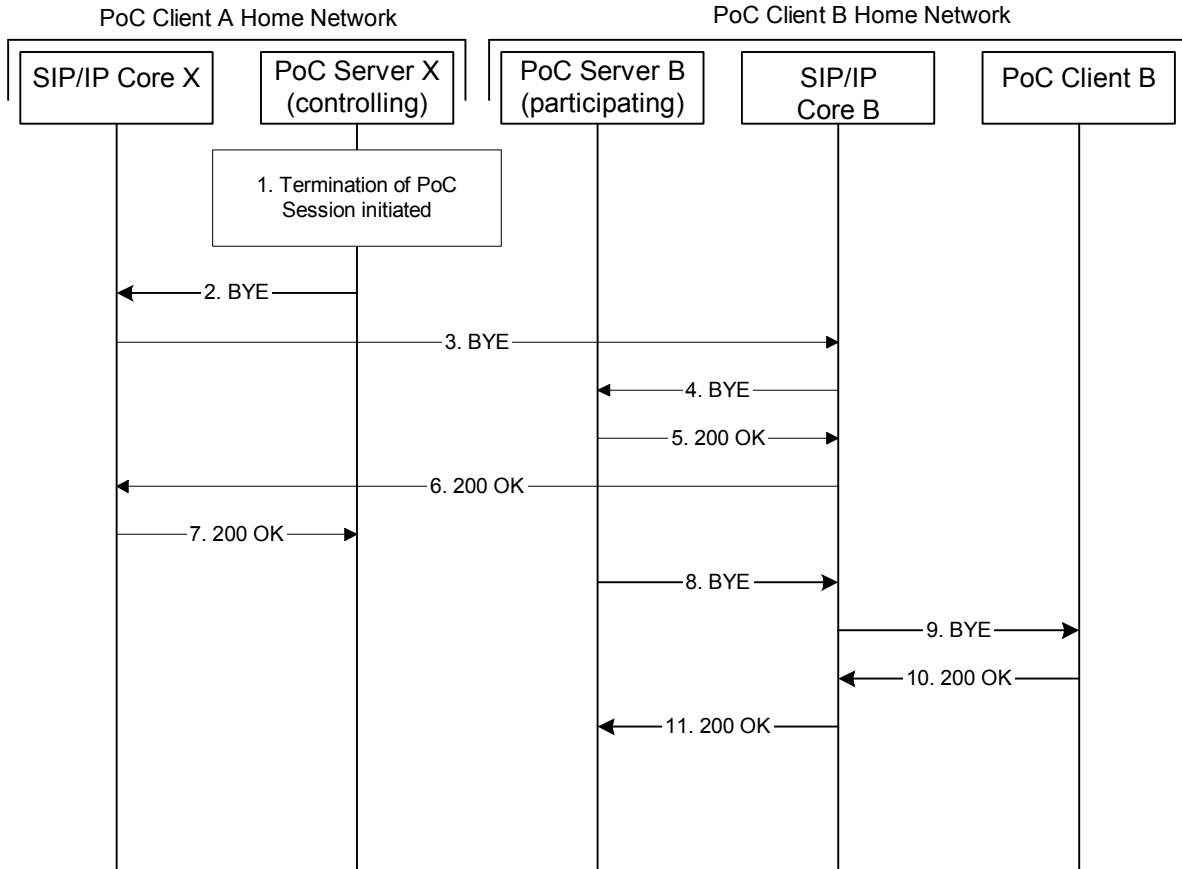 PoC Client A Home Network
PoC Client B Home Network
SIP/IP Core X
PoC Server X
(controlling)
PoC Server B
(participating)
SIP/IP
Core B
PoC Client B
1. Termination of PoC
Session initiated
2. BYE
3. BYE
4. BYE
5. 200 OK
6. 200 OK
7. 200 OK
8. BYE
9. BYE
10. 200 OK
11. 200 OK